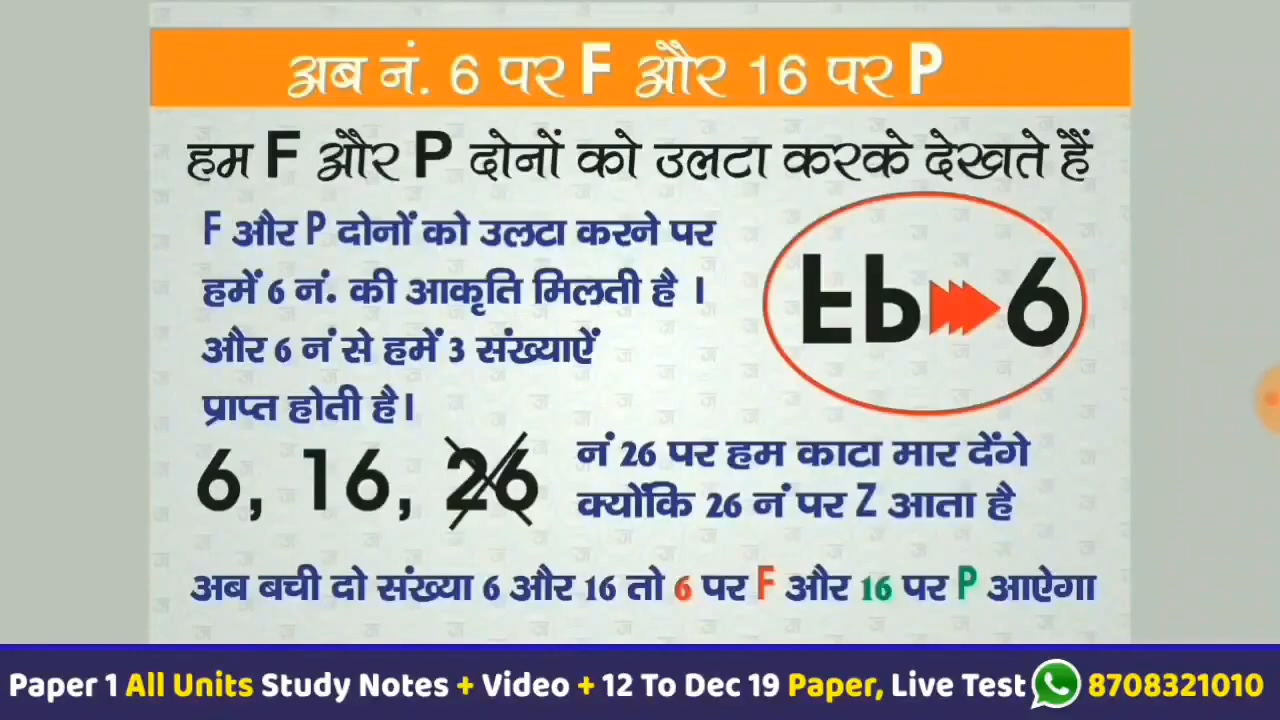 अब नं. 6 पर F और 16 पर P
हम F और P दोनों को उलटा करके देखते हैं
F और P दोनों को उलटा करने पर
हमें 6 नं. की आकृति मिलती है ।
और 6 नं से हमें 3 संख्याऐं
प्राप्त होती है।
6, 16, 26
नं 26 पर हम काटा मार देंगे
क्योंकि 26 नं पर Z आता है
अब बची दो संख्या 6 और 16 तो 6 पर F और 16 पर P आऐगा
Paper 1 All Units Study Notes + Video + 12 To Dec 19 Paper, Live Test 8708321010